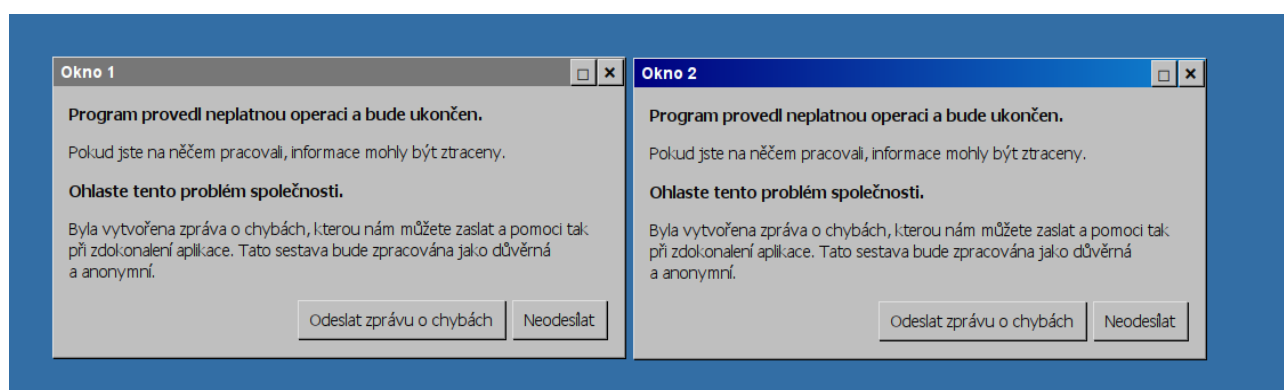 Okno 1
Program provedl neplatnou operaci a bude ukončen.
Pokud jste na něčem pracovali, informace mohly být ztraceny.
Ohlaste tento problém společnosti.
Byla vytvořena zpráva o chybách, kterou nám můžete zaslat a pomoci tak
při zdokonalení aplikace. Tato sestava bude zpracována jako důvěrná
a anonymní.
Odeslat zprávu o chybách Neodesílat
Okno 2
Program provedl neplatnou operaci a bude ukončen.
Pokud jste na něčem pracovali, informace mohly být ztraceny.
Ohlaste tento problém společnosti.
Byla vytvořena zpráva o chybách, kterou nám můžete zaslat a pomoci tak
při zdokonalení aplikace. Tato sestava bude zpracována jako důvěrná
a anonymní.
Odeslat zprávu o chybách Neodesílat